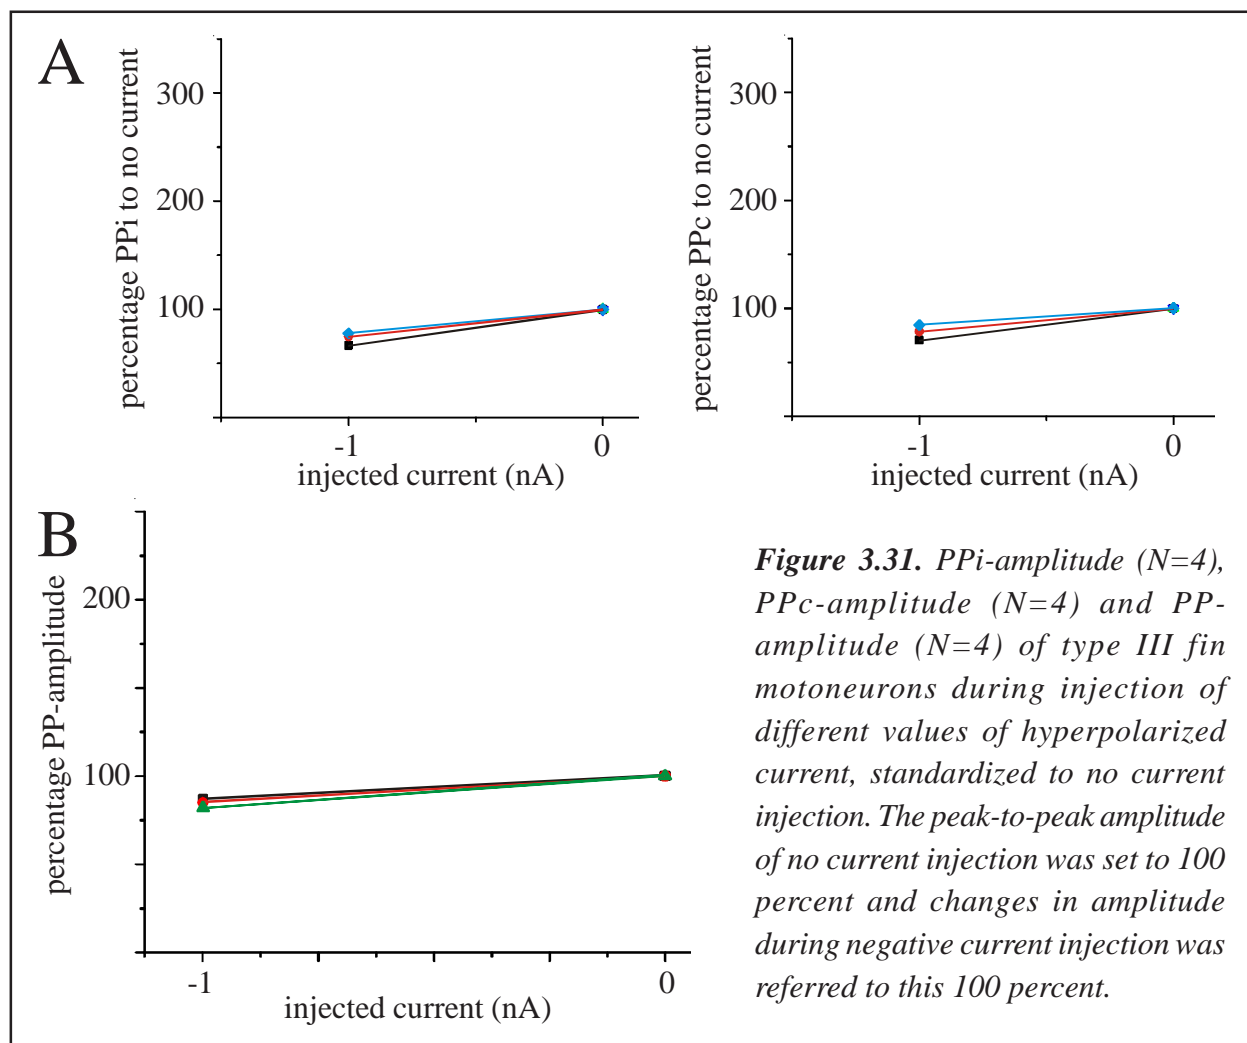 A
percentage PPi to no current
300
200
100
-1
0
injected current (nA)
percentage PPc to no current
300
200
100
-1
0
injected current (nA)
B
percentage PP-amplitude
200
100
-1
0
injected current (nA)
Figure 3.31. PPi-amplitude (N=4),
PPc-amplitude (N=4) and PP-
amplitude (N=4) of type III fin
motoneurons during injection of
different values of hyperpolarized
current, standardized to no current
injection. The peak-to-peak amplitude
of no current injection was set to 100
percent and changes in amplitude
during negative current injection was
referred to this 100 percent.